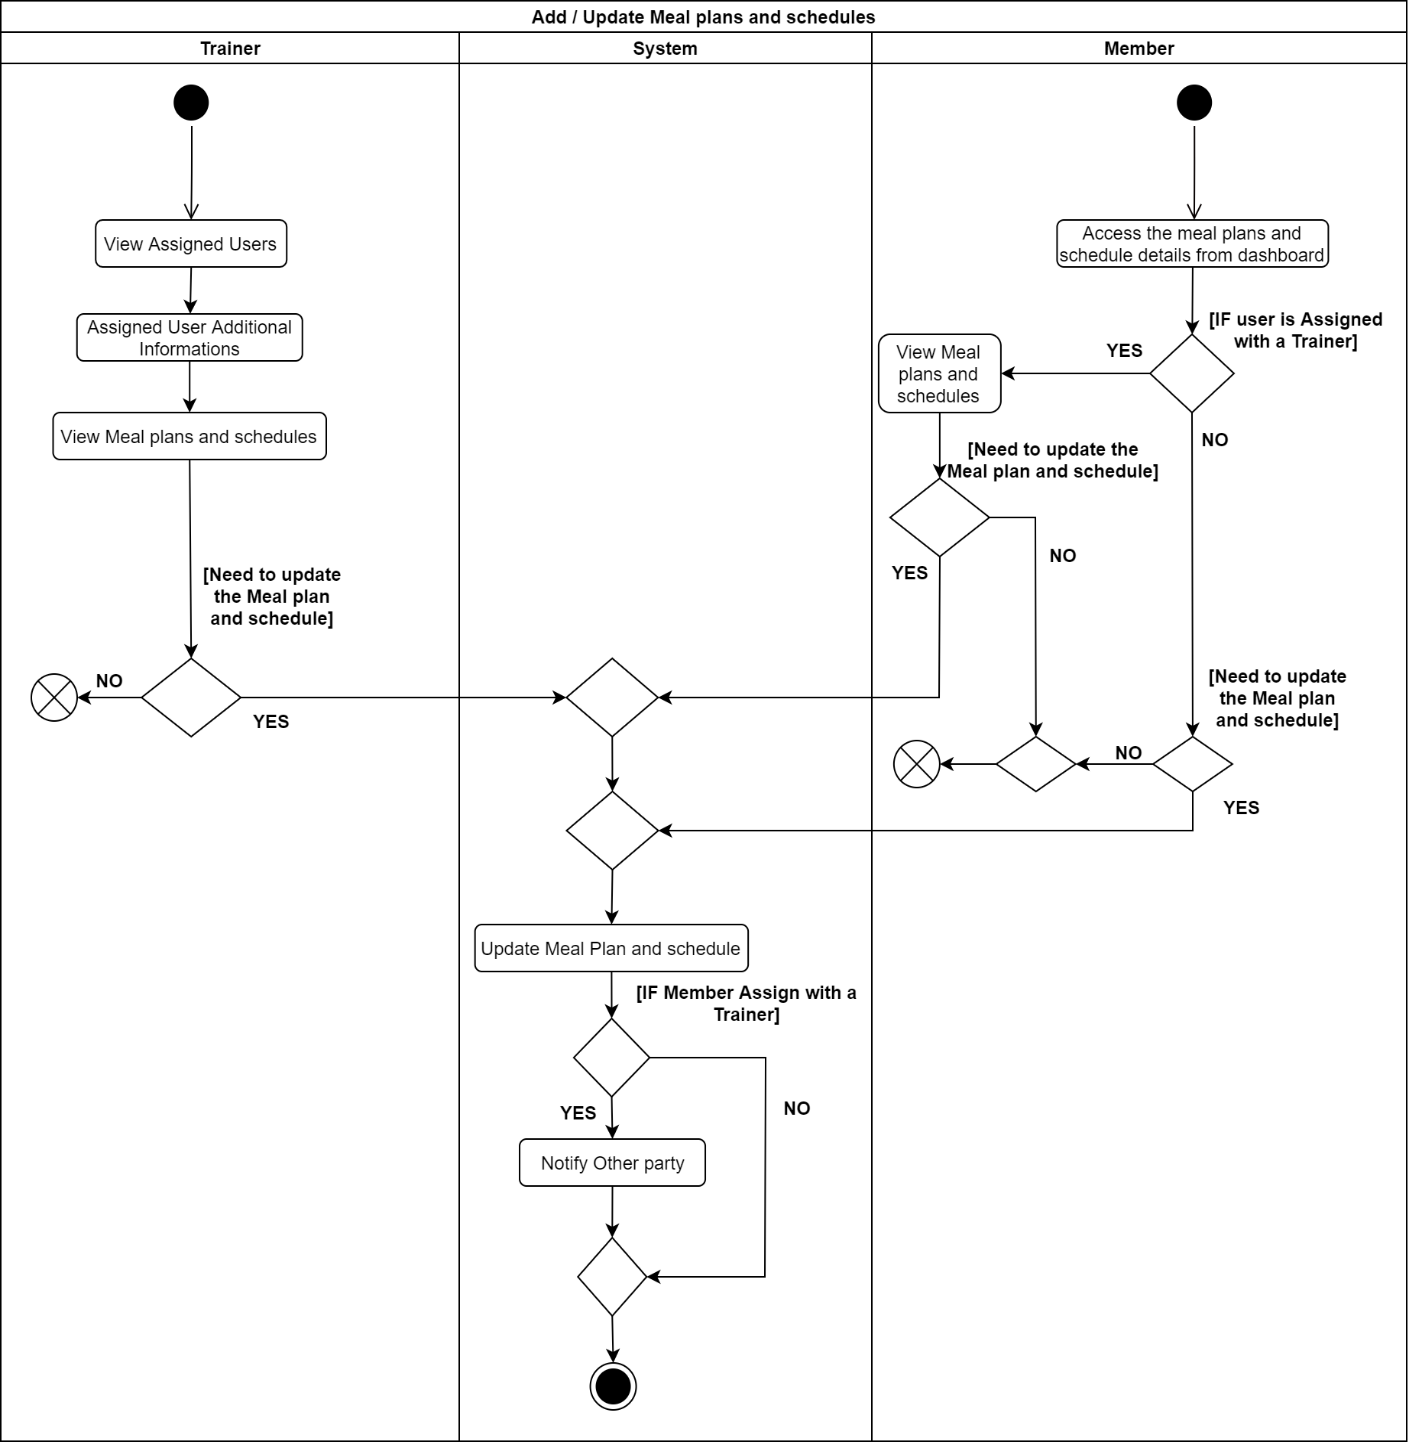 Add / Update Meal plans and schedules
Trainer
System
Member
View Assigned Users
Assigned User Additional
Informations
View Meal plans and schedules
[Need to update
the Meal plan
and schedule]
NO
YES
Access the meal plans and
schedule details from dashboard
[IF user is Assigned
with a Trainer]
YES
NO
View Meal
plans and
schedules
[Need to update the
Meal plan and schedule]
YES
NO
[Need to update
the Meal plan
and schedule]
NO
YES
Update Meal Plan and schedule
[IF Member Assign with a
Trainer]
YES
NO
Notify Other party